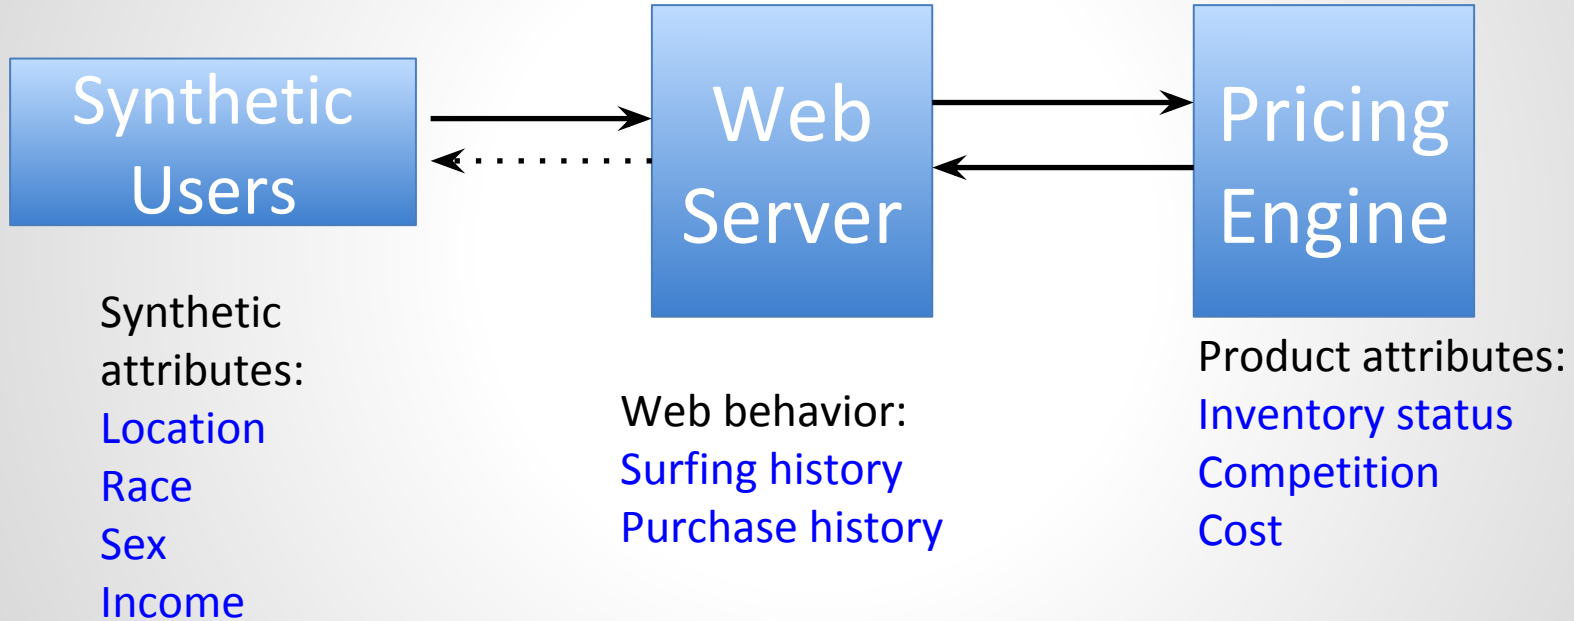 Synthetic
Users
Web
Server
Pricing
Engine
Synthetic
attributes:
Location
Race
Sex
Income
Web behavior:
Surfing history
Purchase history
Product attributes:
Inventory status
Competition
Cost